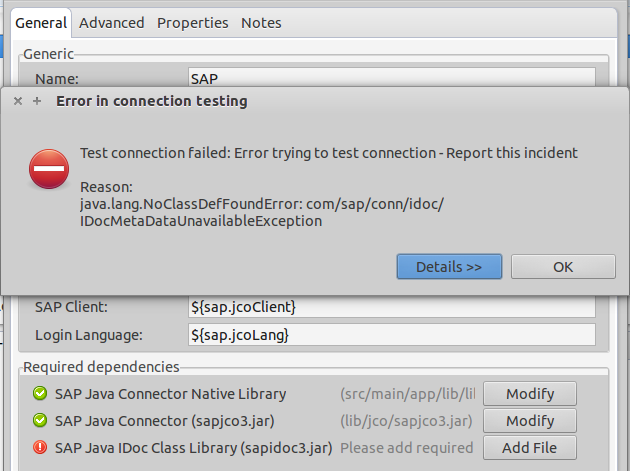 General Advanced Properties Notes
Generic
Name: SAP
Error in connection testing
Test connection failed: Error trying to test connection - Report this incident
Reason:
java.lang.NoClassDefFoundError: com/sap/conn/idoc/
IDocMetaDataUnavailableException
Details >> OK
SAP Client: ${sap.jcoClient}
Login Language: ${sap.jcoLang}
Required dependencies
SAP Java Connector Native Library (src/main/app/lib/lil Modify
SAP Java Connector (sapjco3.jar) (lib/jco/sapjco3.jar) Modify
SAP Java IDoc Class Library (sapidoc3.jar) Please add required Add File